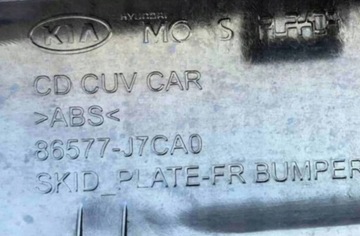 KIA HYUNDAI MO S
CD CUV CAR
>ABS<
86577-J7CA0
SKID_PLATE-FR BUMPER